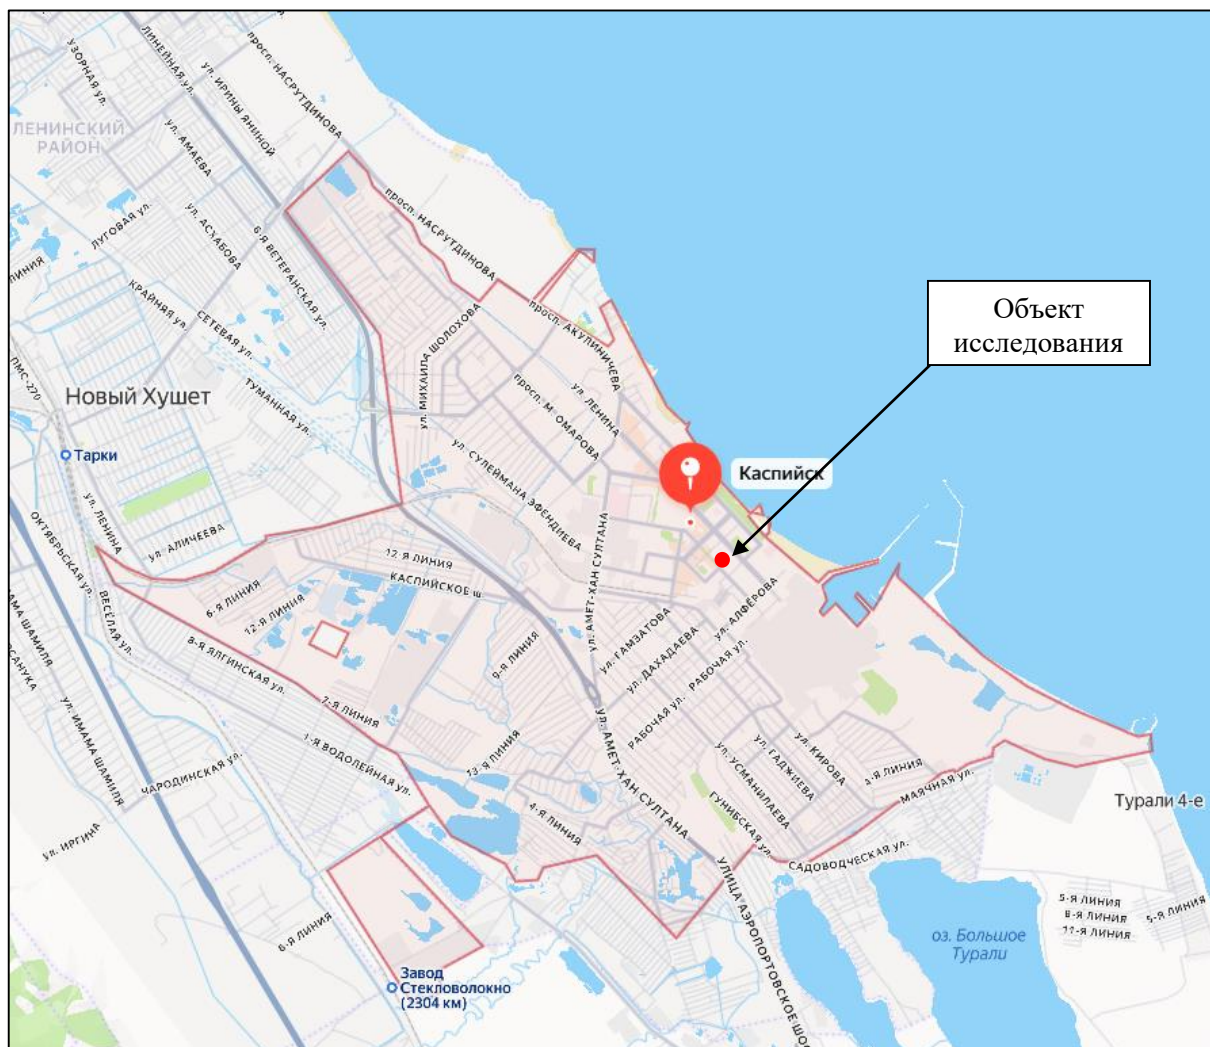 УЗОРНАЯ ул.
ЛИНЕЙНАЯ ул.
ул. ИРИНЫ ЯНИНОЙ
просп. НАСРУТДИНОВА
ЛЕНИНСКИЙ
РАЙОН
ул. АМАЕВА
ул. АСХАБОВА
6-Я ВЕТЕРАНСКАЯ ул.
ЛУГОВАЯ ул.
ЛИНИЯ
КРАЙНЯЯ ул.
СЕТЕВАЯ ул.
ТУМАННАЯ ул.
просп. НАСРУТДИНОВА
просп. АКУЛИНИЧЕВА
ул. МИХАИЛА ШОЛОХОВА
Объект
исследования
ПМС-270
Новый Хушет
Тарки
ул. ЛЕНИНА
просп. М. ОМАРОВА
ул. СУЛЕЙМАНА ЭФЕНДИЕВА
Каспийск
ул. ЛЕНИНА
ОКТЯБРЬСКАЯ ул.
ул. АЛИЧЕЕВА
12-Я ЛИНИЯ
КАСПИЙСКОЕ ш.
ул. АМЕТ-ХАН СУЛТАНА
6-Я ЛИНИЯ
12-Я ЛИНИЯ
ВЕСЁЛАЯ ул.
8-Я ЯЛГИНСКАЯ ул.
9-Я ЛИНИЯ
ул. ГАМЗАТОВА
ул. ДАХАДАЕВА
ул. АЛФЁРОВА
РАБОЧАЯ ул.
РАБОЧАЯ ул.
АМА ШАМИЛЯ
РСАНУКА
ул. ИМАМА ШАМИЛЯ
2-Я ЛИНИЯ
1-Я ВОДОЛЕЙНАЯ ул.
13-Я ЛИНИЯ
4-Я ЛИНИЯ
ул. АМЕТ-ХАН СУЛТАНА
ул. УСМАНИЛАЕВА
ул. ГАДЖИЕВА
ул. КИРОВА
4-Я ЛИНИЯ
МАЯЧНАЯ ул.
ЧАРОДИНСКАЯ ул.
ул. ИРГИНА
ГУНИБСКАЯ ул.
САДОВОДЧЕСКАЯ ул.
Турали 4-е
УЛИЦА АЭРОПОРТОВСКОЕ ШОС
6-Я ЛИНИЯ
5-Я ЛИНИЯ
8-Я ЛИНИЯ
11-Я ЛИНИЯ
5-Я ЛИНИЯ
оз. Большое
Турали
Завод
Стекловолокно
(2304 км)